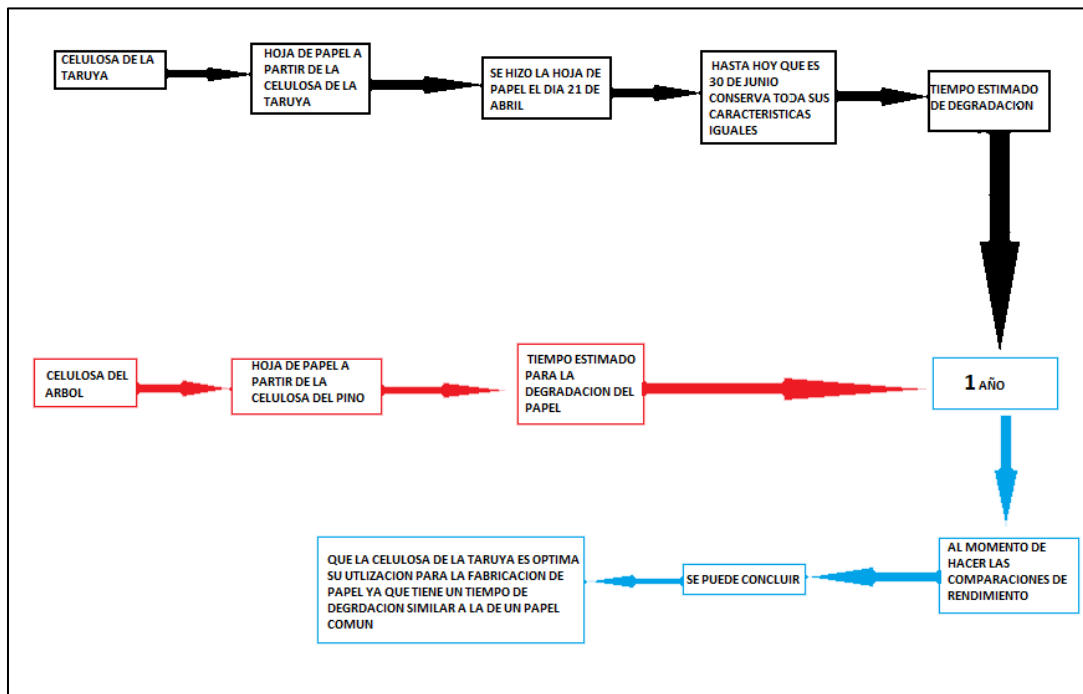 CELULOSA DE LA
TARUYA
HOJA DE PAPEL A
PARTIR DE LA
CELULOSA DE LA
TARUYA
SE HIZO LA HOJA DE
PAPEL EL DIA 21 DE
ABRIL
HASTA HOY QUE ES
30 DE JUNIO
CONSERVA TODA SUS
CARACTERISTICAS
IGUALES
TIEMPO ESTIMADO
DE DEGRADACION
CELULOSA DEL
ARBOL
HOJA DE PAPEL A
PARTIR DE LA
CELULOSA DEL PINO
TIEMPO ESTIMADO
PARA LA
DEGRADACION DEL
PAPEL
1 AÑO
AL MOMENTO DE
HACER LAS
COMPARACIONES DE
RENDIMIENTO
SE PUEDE CONCLUIR
QUE LA CELULOSA DE LA TARUYA ES OPTIMA
SU UTLIZACION PARA LA FABRICACION DE
PAPEL YA QUE TIENE UN TIEMPO DE
DEGRDACION SIMILAR A LA DE UN PAPEL
COMUN